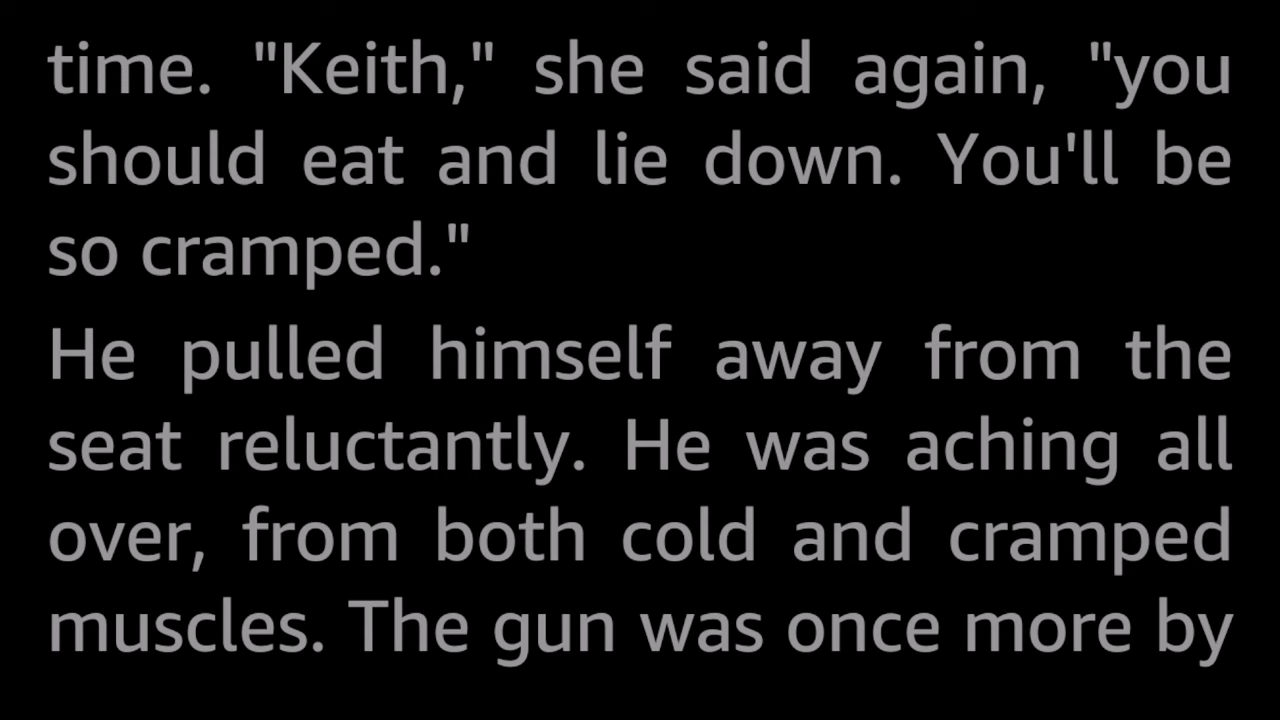 time. "Keith," she said again, "you
should eat and lie down. You'll be
so cramped."
He pulled himself away from the
seat reluctantly. He was aching all
over, from both cold and cramped
muscles. The gun was once more by